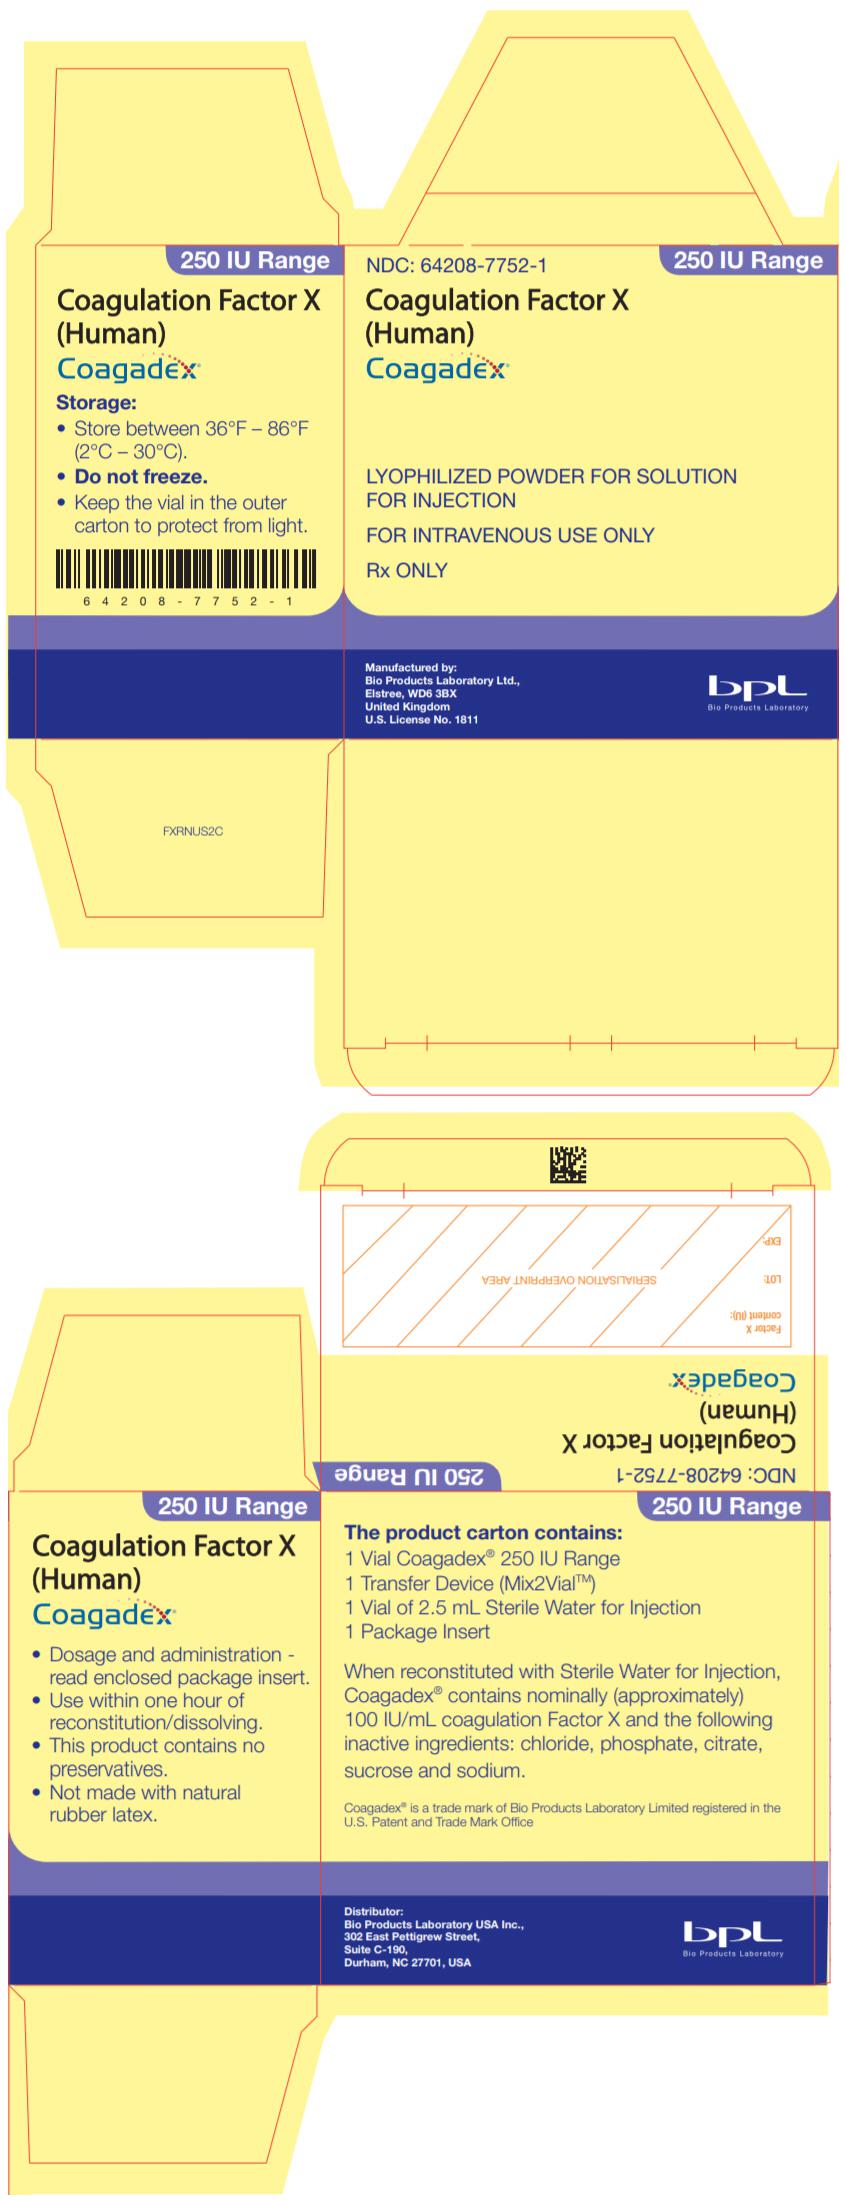 250 IU Range
Coagulation Factor X
(Human)
Coagadex®
Storage:
• Store between 36°F – 86°F
(2°C – 30°C).
• Do not freeze.
• Keep the vial in the outer
carton to protect from light.
64208-7752-1
NDC: 64208-7752-1
250 IU Range
Coagulation Factor X
(Human)
Coagadex®
LYOPHILIZED POWDER FOR SOLUTION
FOR INJECTION
FOR INTRAVENOUS USE ONLY
Rx ONLY
Manufactured by:
Bio Products Laboratory Ltd.,
Elstree, WD6 3BX
United Kingdom
U.S. License No. 1811
bpL
Bio Products Laboratory
FXRNUS2C
NDC: 64208-7752-1
250 IU Range
Coagulation Factor X
(Human)
Coagadex®
Factor X
content (IU):
LOT:
EXP:
SERIALISATION OVERPRINT AREA
250 IU Range
Coagulation Factor X
(Human)
Coagadex®
• Dosage and administration -
read enclosed package insert.
• Use within one hour of
reconstitution/dissolving.
• This product contains no
preservatives.
• Not made with natural
rubber latex.
250 IU Range
The product carton contains:
1 Vial Coagadex® 250 IU Range
1 Transfer Device (Mix2Vial™)
1 Vial of 2.5 mL Sterile Water for Injection
1 Package Insert
When reconstituted with Sterile Water for Injection,
Coagadex® contains nominally (approximately)
100 IU/mL coagulation Factor X and the following
inactive ingredients: chloride, phosphate, citrate,
sucrose and sodium.
Coagadex® is a trade mark of Bio Products Laboratory Limited registered in the
U.S. Patent and Trade Mark Office
Distributor:
Bio Products Laboratory USA Inc.,
302 East Pettigrew Street,
Suite C-190,
Durham, NC 27701, USA
bpL
Bio Products Laboratory